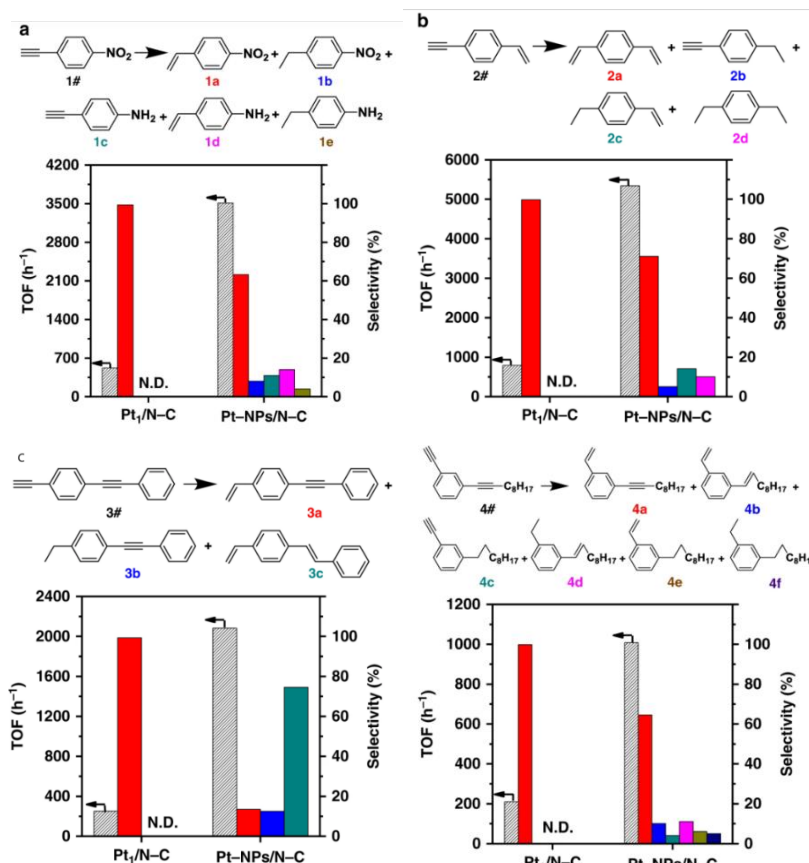 a
NO₂
NO₂ +
NO₂ +
1#
1a
1b
NH₂ +
NH₂ +
NH₂
1c
1d
1e
4200
3500
2800
2100
1400
700
0
TOF (h⁻¹)
100
80
60
40
20
0
Selectivity (%)
N.D.
Pt₁/N–C
Pt–NPs/N–C
b
+
+
2#
2a
2b
+
2c
2d
6000
5000
4000
3000
2000
1000
0
TOF (h⁻¹)
100
80
60
40
20
0
Selectivity (%)
N.D.
Pt₁/N–C
Pt–NPs/N–C
c
+
3#
3a
+
3b
3c
2400
2000
1600
1200
800
400
0
TOF (h⁻¹)
100
80
60
40
20
0
Selectivity (%)
N.D.
Pt₁/N–C
Pt–NPs/N–C
C₈H₁₇
C₈H₁₇ +
C₈H₁₇ +
4#
4a
4b
C₈H₁₇ +
C₈H₁₇ +
C₈H₁₇ +
C₈H₁₇
4c
4d
4e
4f
1200
1000
800
600
400
200
0
TOF (h⁻¹)
100
80
60
40
20
0
Selectivity (%)
N.D.
Pt₁/N–C
Pt–NPs/N–C